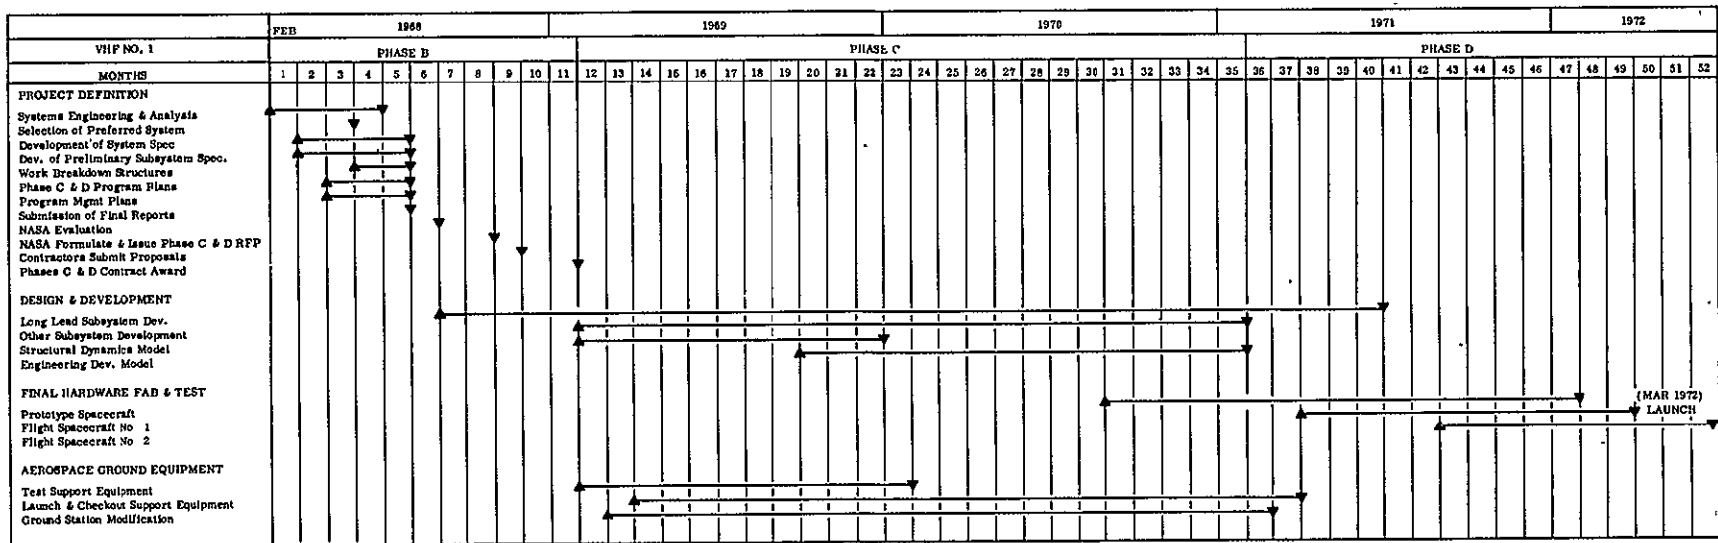 FEB 1968 1969 1970 1971 1972
VHF NO. 1 PHASE B PHASE C PHASE D
MONTHS 1 2 3 4 5 6 7 8 9 10 11 12 13 14 15 16 17 18 19 20 21 22 23 24 25 26 27 28 29 30 31 32 33 34 35 36 37 38 39 40 41 42 43 44 45 46 47 48 49 50 51 52
PROJECT DEFINITION
Systems Engineering & Analysis
Selection of Preferred System
Development of System Spec
Dev. of Preliminary Subsystem Spec.
Work Breakdown Structures
Phase C & D Program Plans
Program Mgmt Plans
Submission of Final Reports
NASA Evaluation
NASA Formulate & Issue Phase C & D RFP
Contractors Submit Proposals
Phases C & D Contract Award
DESIGN & DEVELOPMENT
Long Lead Subsystem Dev.
Other Subsystem Development
Structural Dynamics Model
Engineering Dev. Model
FINAL HARDWARE FAB & TEST
(MAR 1972)
Prototype Spacecraft
LAUNCH
Flight Spacecraft No 1
Flight Spacecraft No 2
AEROSPACE GROUND EQUIPMENT
Test Support Equipment
Launch & Checkout Support Equipment
Ground Station Modification